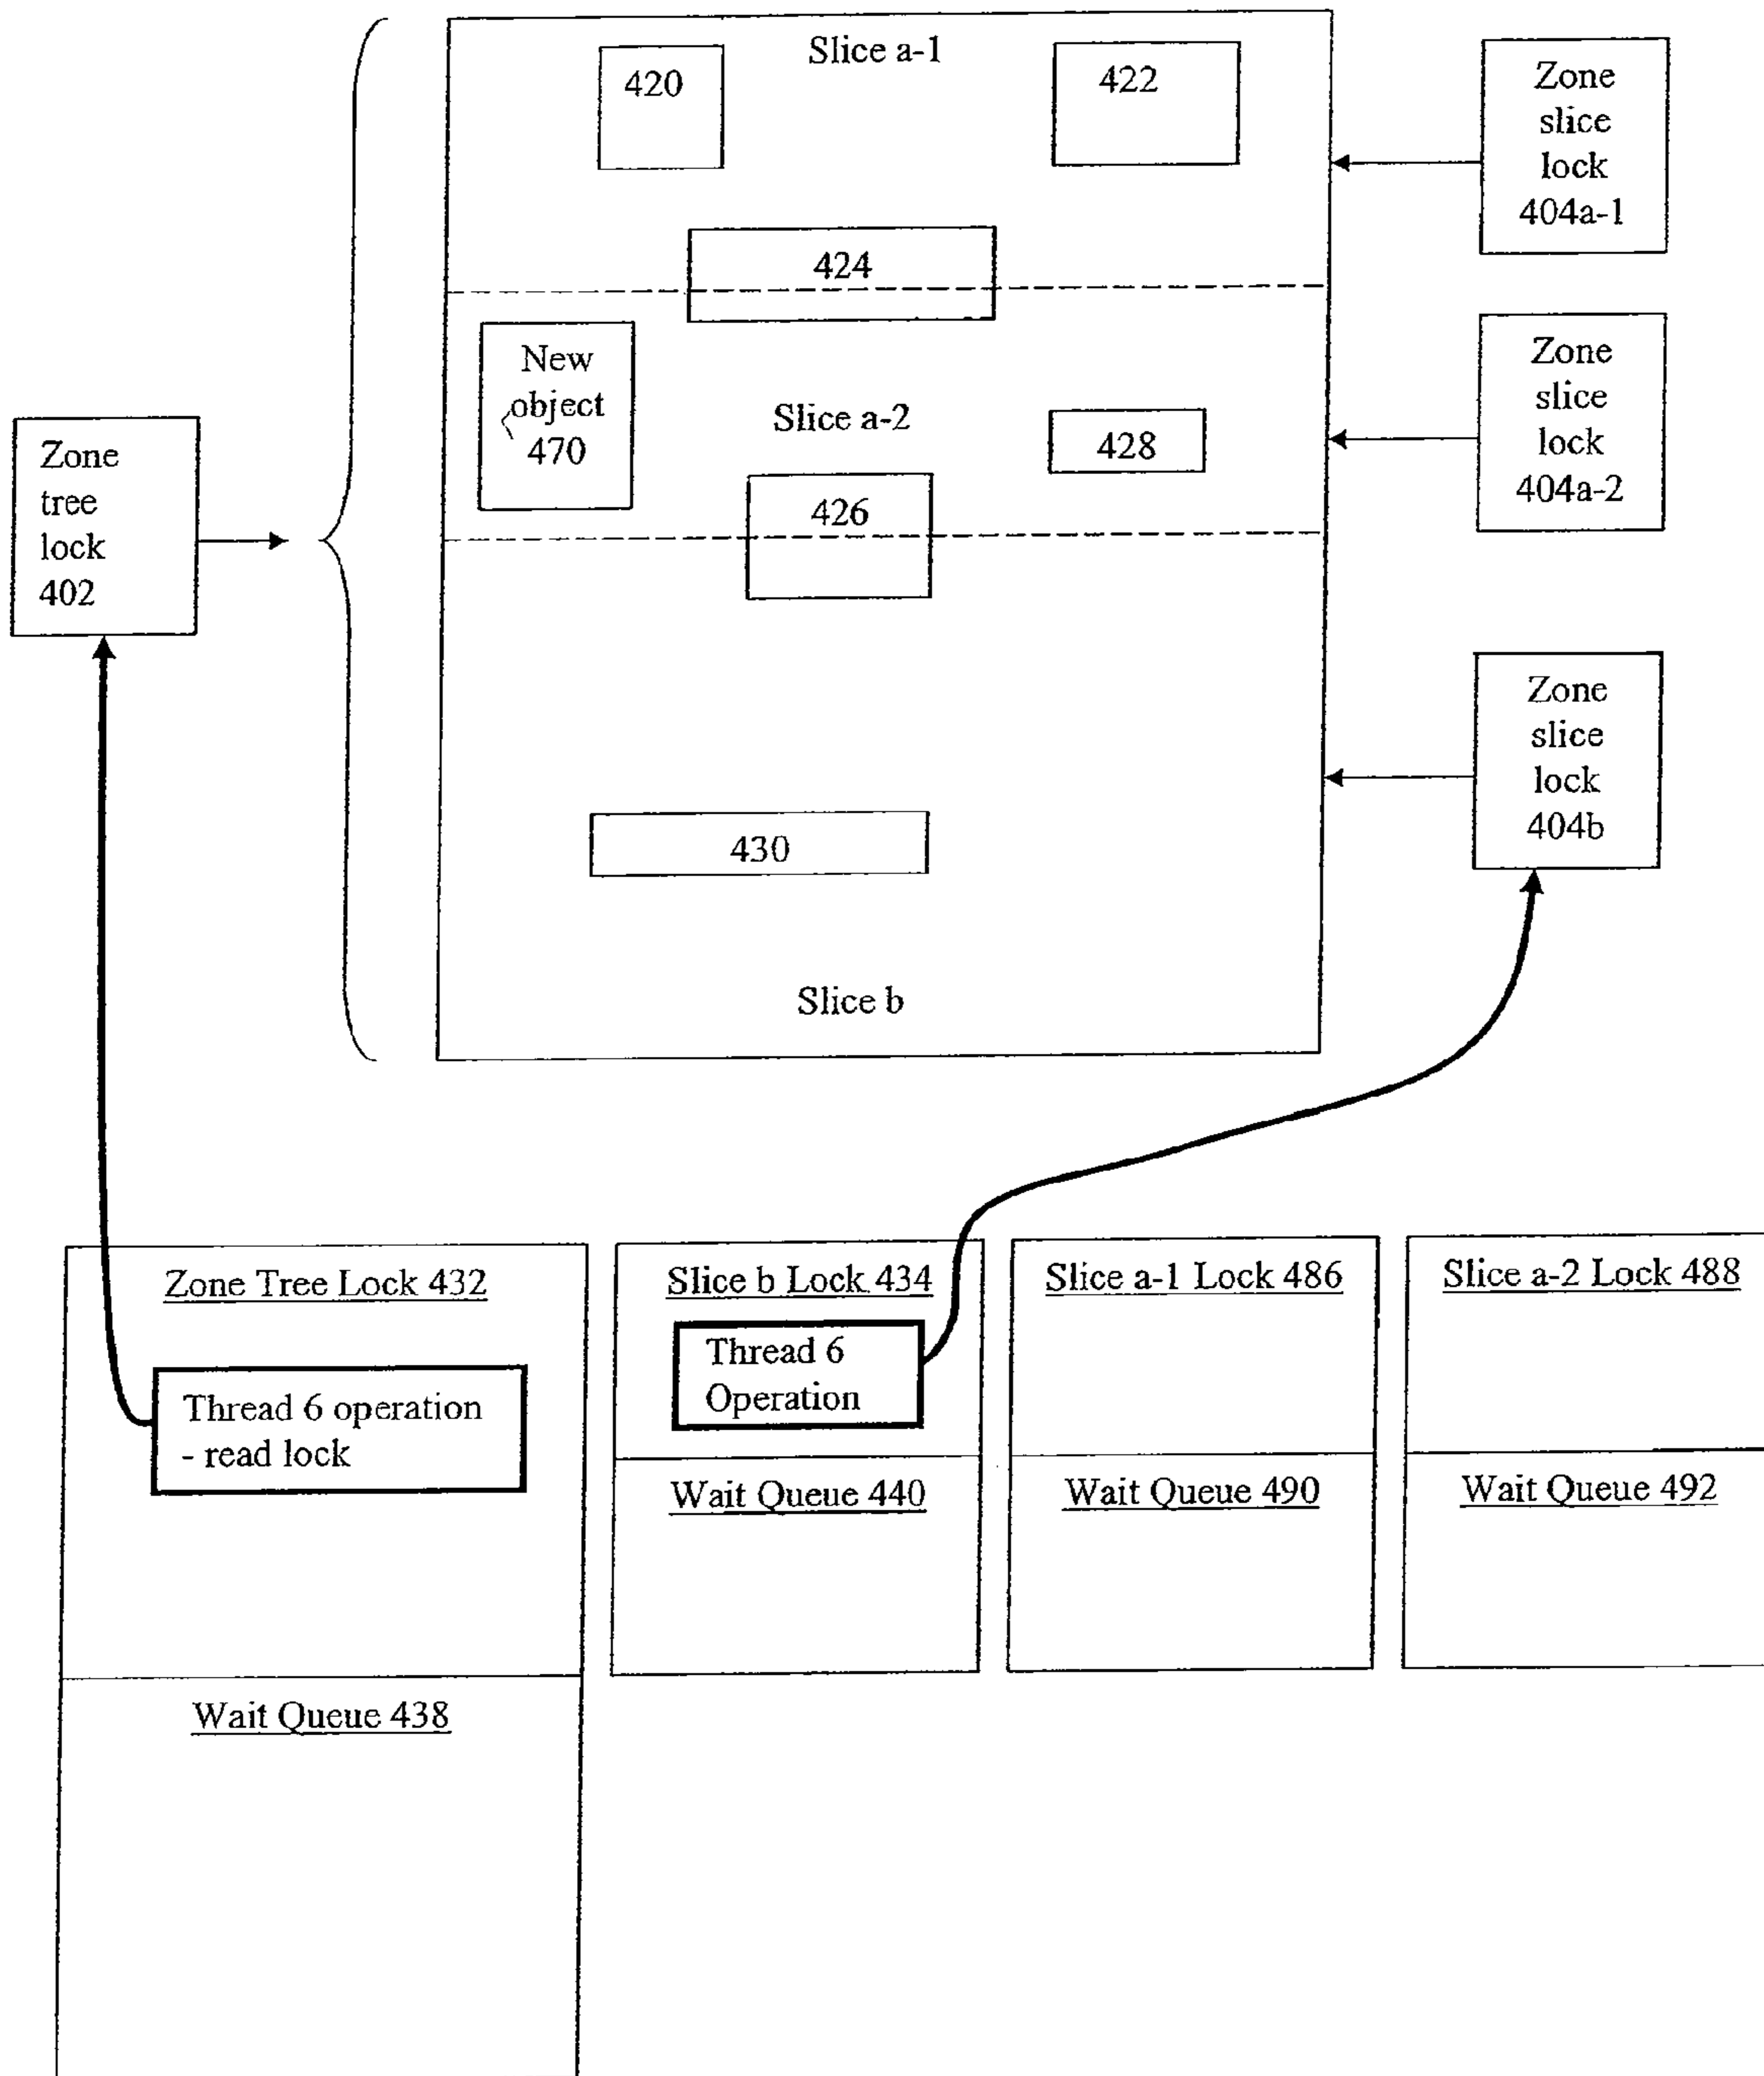 Slice a-1
420
422
424
New
object
470
Slice a-2
428
426
430
Slice b
Zone
tree
lock
402
Zone
slice
lock
404a-1
Zone
slice
lock
404a-2
Zone
slice
lock
404b
Zone Tree Lock 432
Thread 6 operation
- read lock
Wait Queue 438
Slice b Lock 434
Thread 6
Operation
Wait Queue 440
Slice a-1 Lock 486
Wait Queue 490
Slice a-2 Lock 488
Wait Queue 492